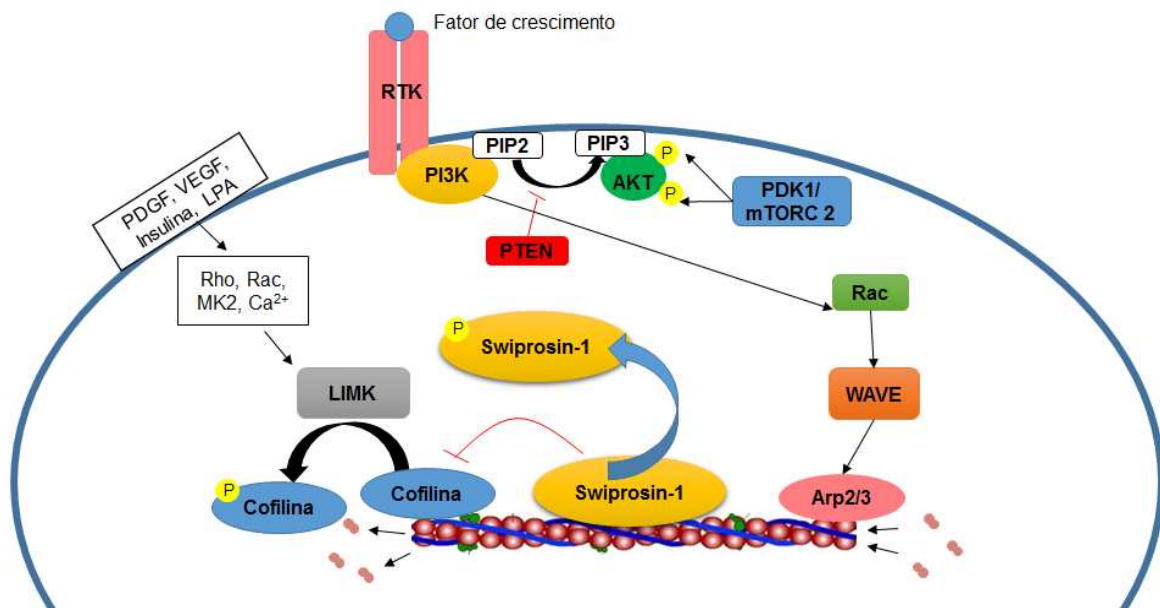 Fator de crescimento
RTK
PIP2
PIP3
PI3K
AKT
P
P
PDK1/
mTORC 2
PDGF, VEGF,
Insulina, LPA
PTEN
Rho, Rac,
MK2, Ca²⁺
Rac
P
Swiprosin-1
LIMK
WAVE
P
Cofilina
Cofilina
Swiprosin-1
Arp2/3